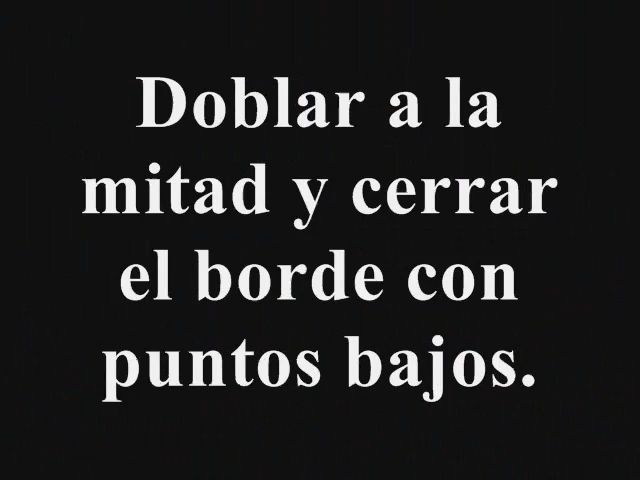 Doblar a la
mitad y cerrar
el borde con
puntos bajos.